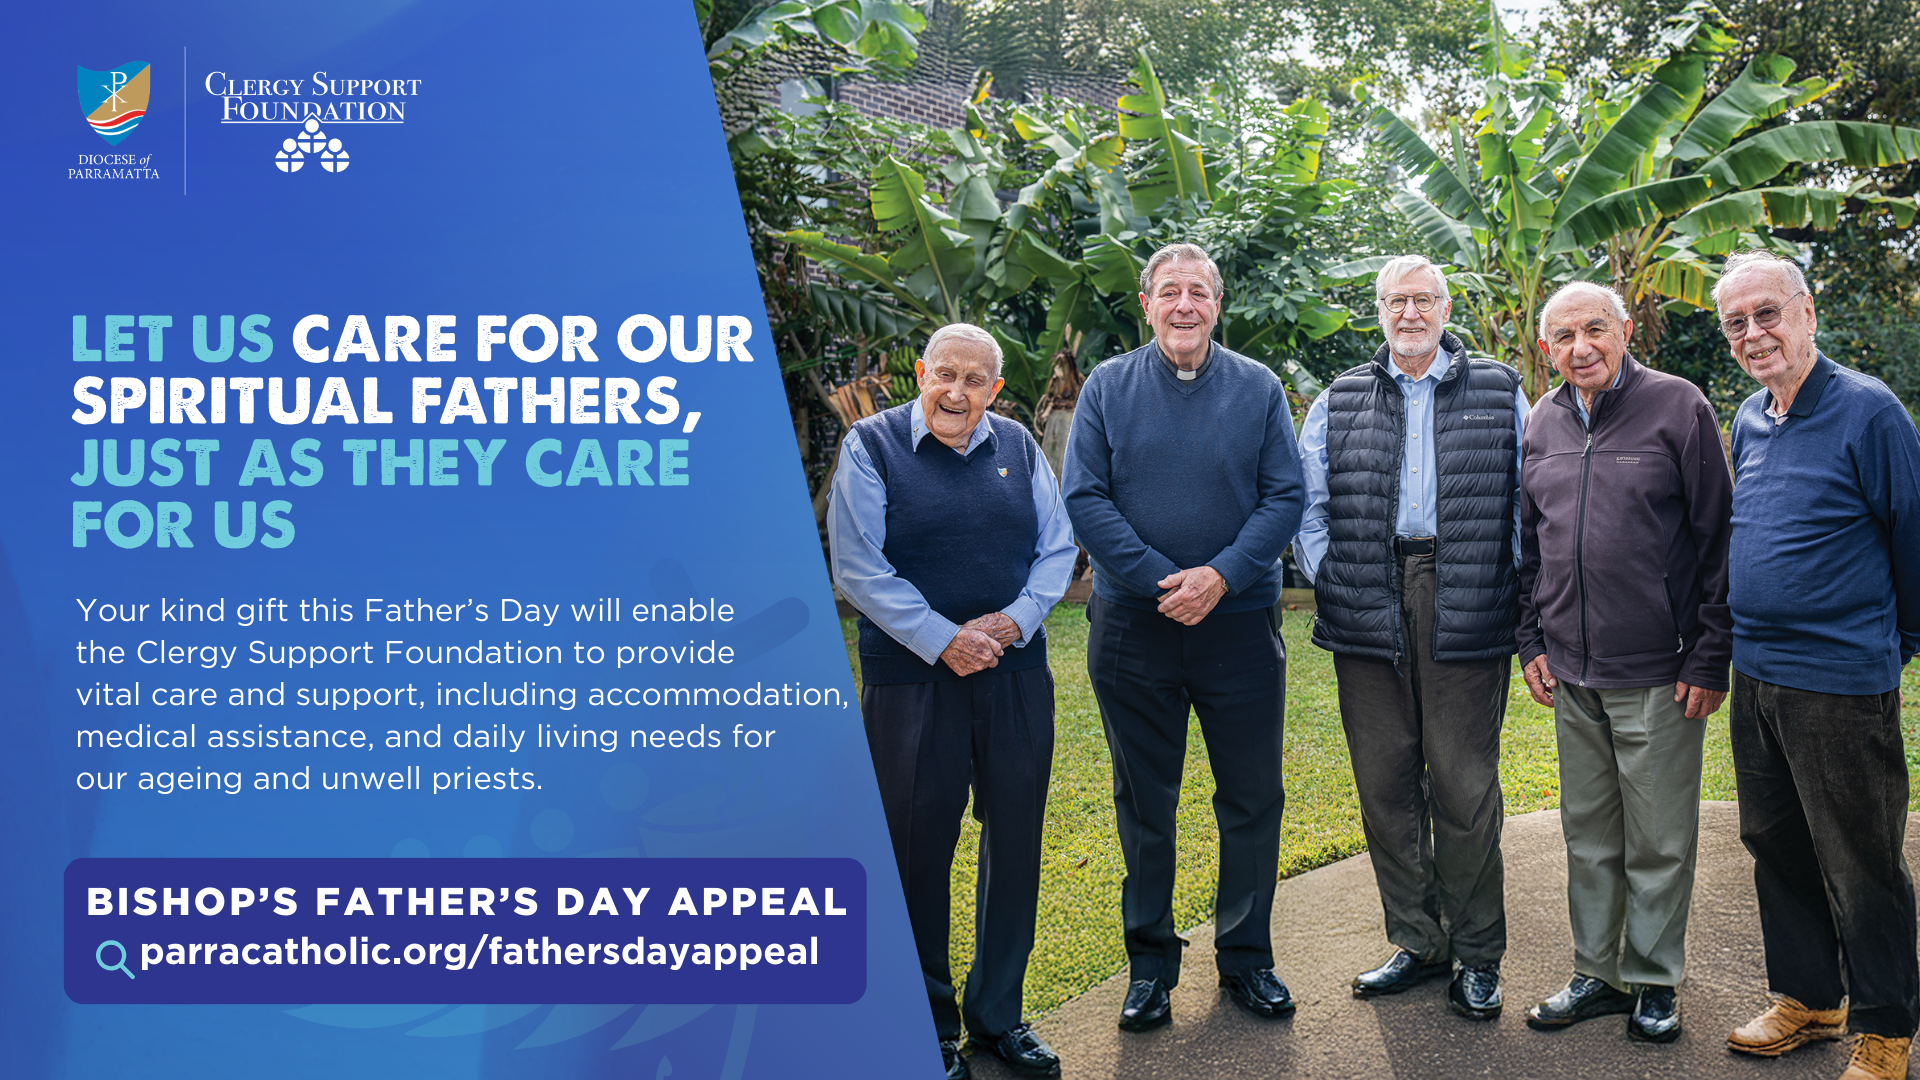 DIOCESE of
PARRAMATTA
CLERGY SUPPORT
FOUNDATION
LET US CARE FOR OUR
SPIRITUAL FATHERS,
JUST AS THEY CARE
FOR US
Your kind gift this Father’s Day will enable
the Clergy Support Foundation to provide
vital care and support, including accommodation,
medical assistance, and daily living needs for
our ageing and unwell priests.
BISHOP’S FATHER’S DAY APPEAL
parracatholic.org/fathersdayappeal
Columbia